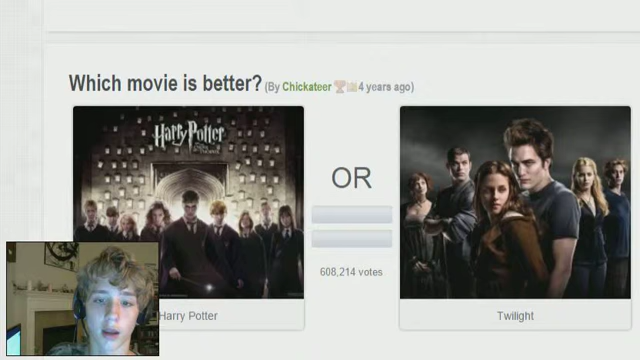 Which movie is better? (By Chickateer 4 years ago)
Harry Potter
OR
608,214 votes
Harry Potter
Twilight